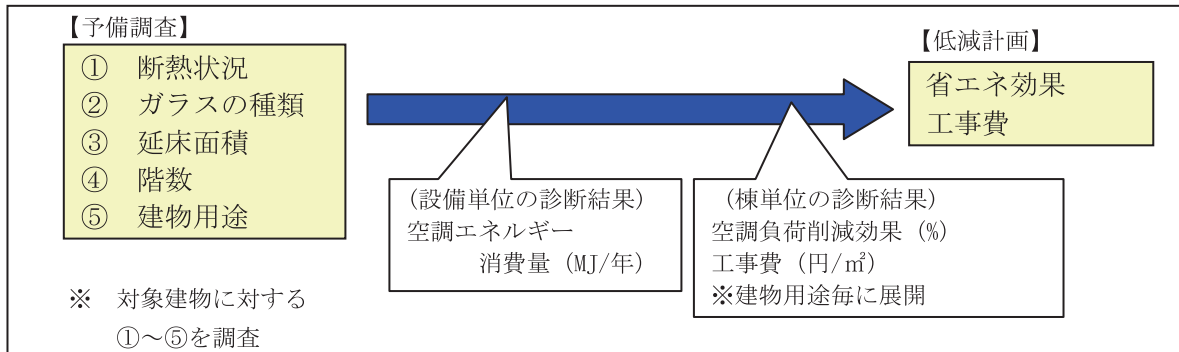 【予備調査】
① 断熱状況
② ガラスの種類
③ 延床面積
④ 階数
⑤ 建物用途
※ 対象建物に対する
①～⑤を調査
(設備単位の診断結果)
空調エネルギー
消費量 (MJ/年)
(棟単位の診断結果)
空調負荷削減効果 (%)
工事費 (円/㎡)
※建物用途毎に展開
【低減計画】
省エネ効果
工事費